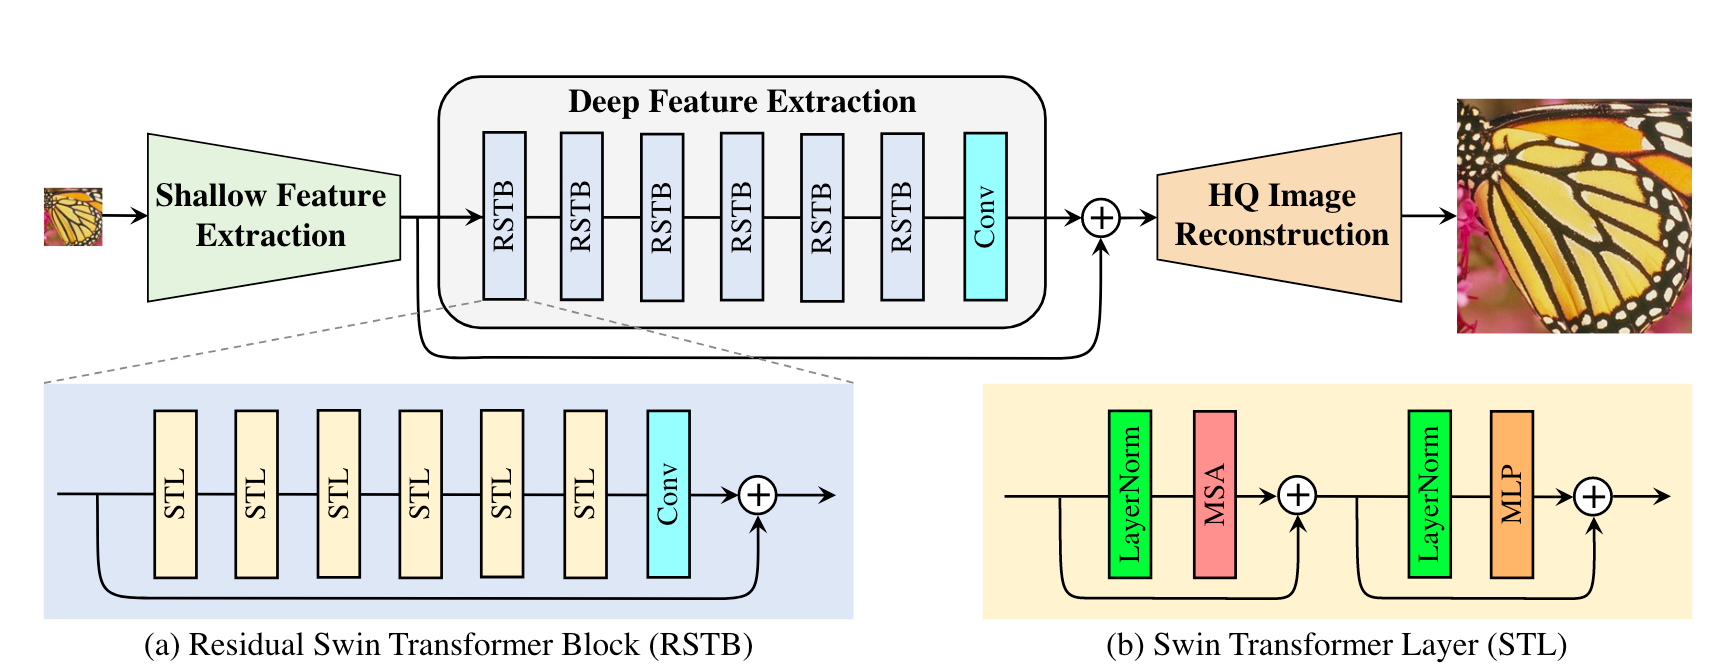 Deep Feature Extraction
Shallow Feature
Extraction
RSTB
RSTB
RSTB
RSTB
RSTB
RSTB
Conv
+
HQ Image
Reconstruction
STL
STL
STL
STL
STL
STL
Conv
+
LayerNorm
MSA
+
LayerNorm
MLP
+
(a) Residual Swin Transformer Block (RSTB)
(b) Swin Transformer Layer (STL)